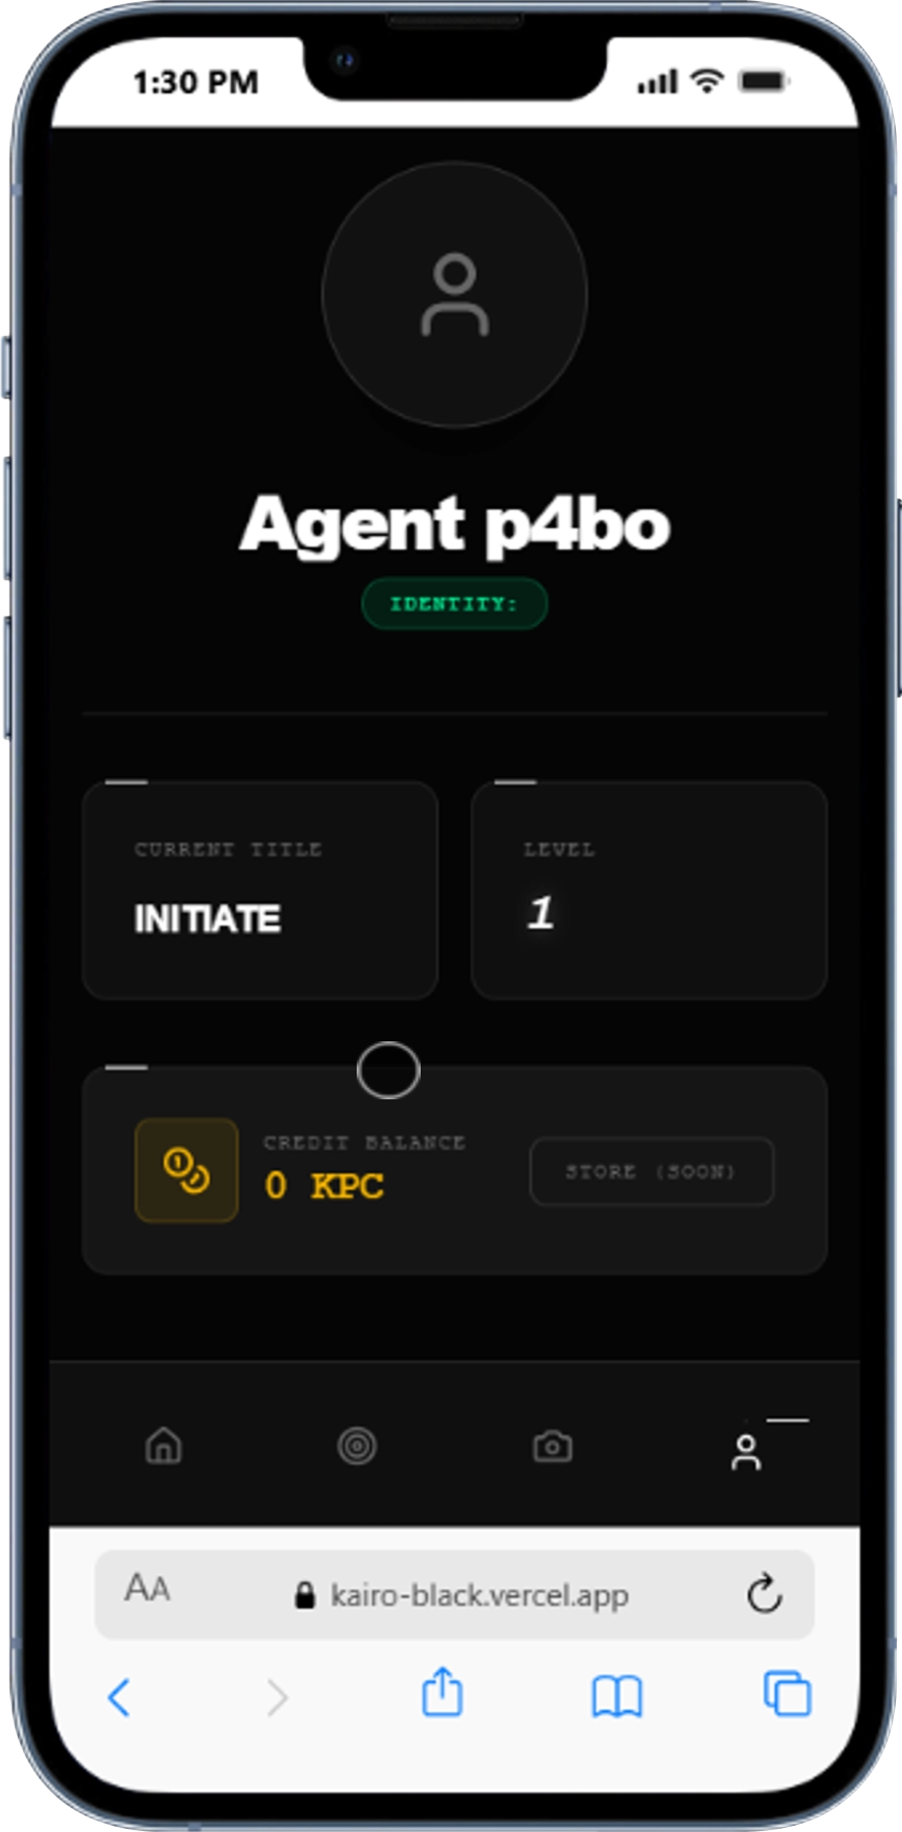 1:30 PM
Agent p4bo
IDENTITY:
CURRENT TITLE
INITIATE
LEVEL
1
CREDIT BALANCE
0 KPC
STORE (SOON)
AA
kairo-black.vercel.app